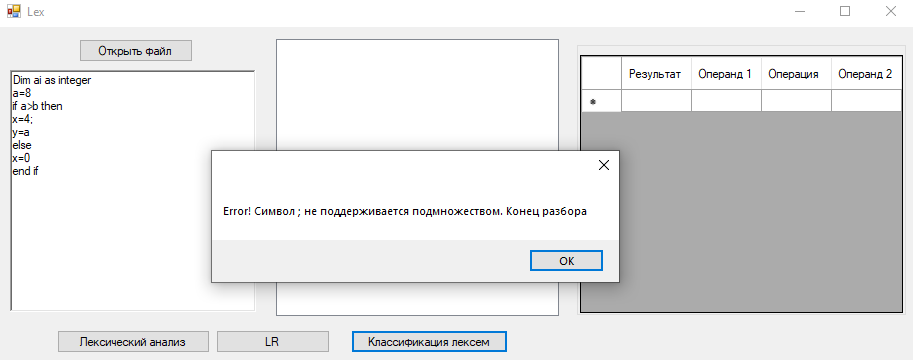 Lex
Открыть файл
Dim ai as integer
a=8
if a>b then
x=4;
y=a
else
x=0
end if
Результат
Операнд 1
Операция
Операнд 2
*
Error! Символ ; не поддерживается подмножеством. Конец разбора
OK
Лексический анализ
LR
Классификация лексем